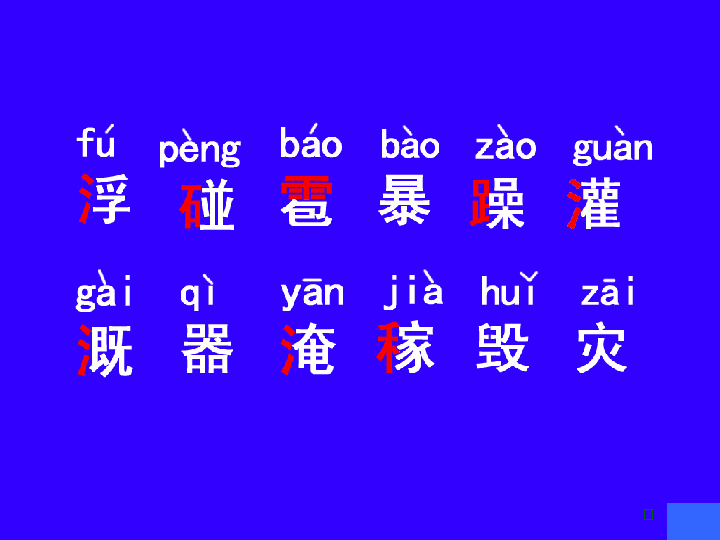 fú pèng báo bào zào guàn
浮 碰 雹 暴 躁 灌
gài qì yān jià huǐ zāi
溉 器 淹 稼 毁 灾